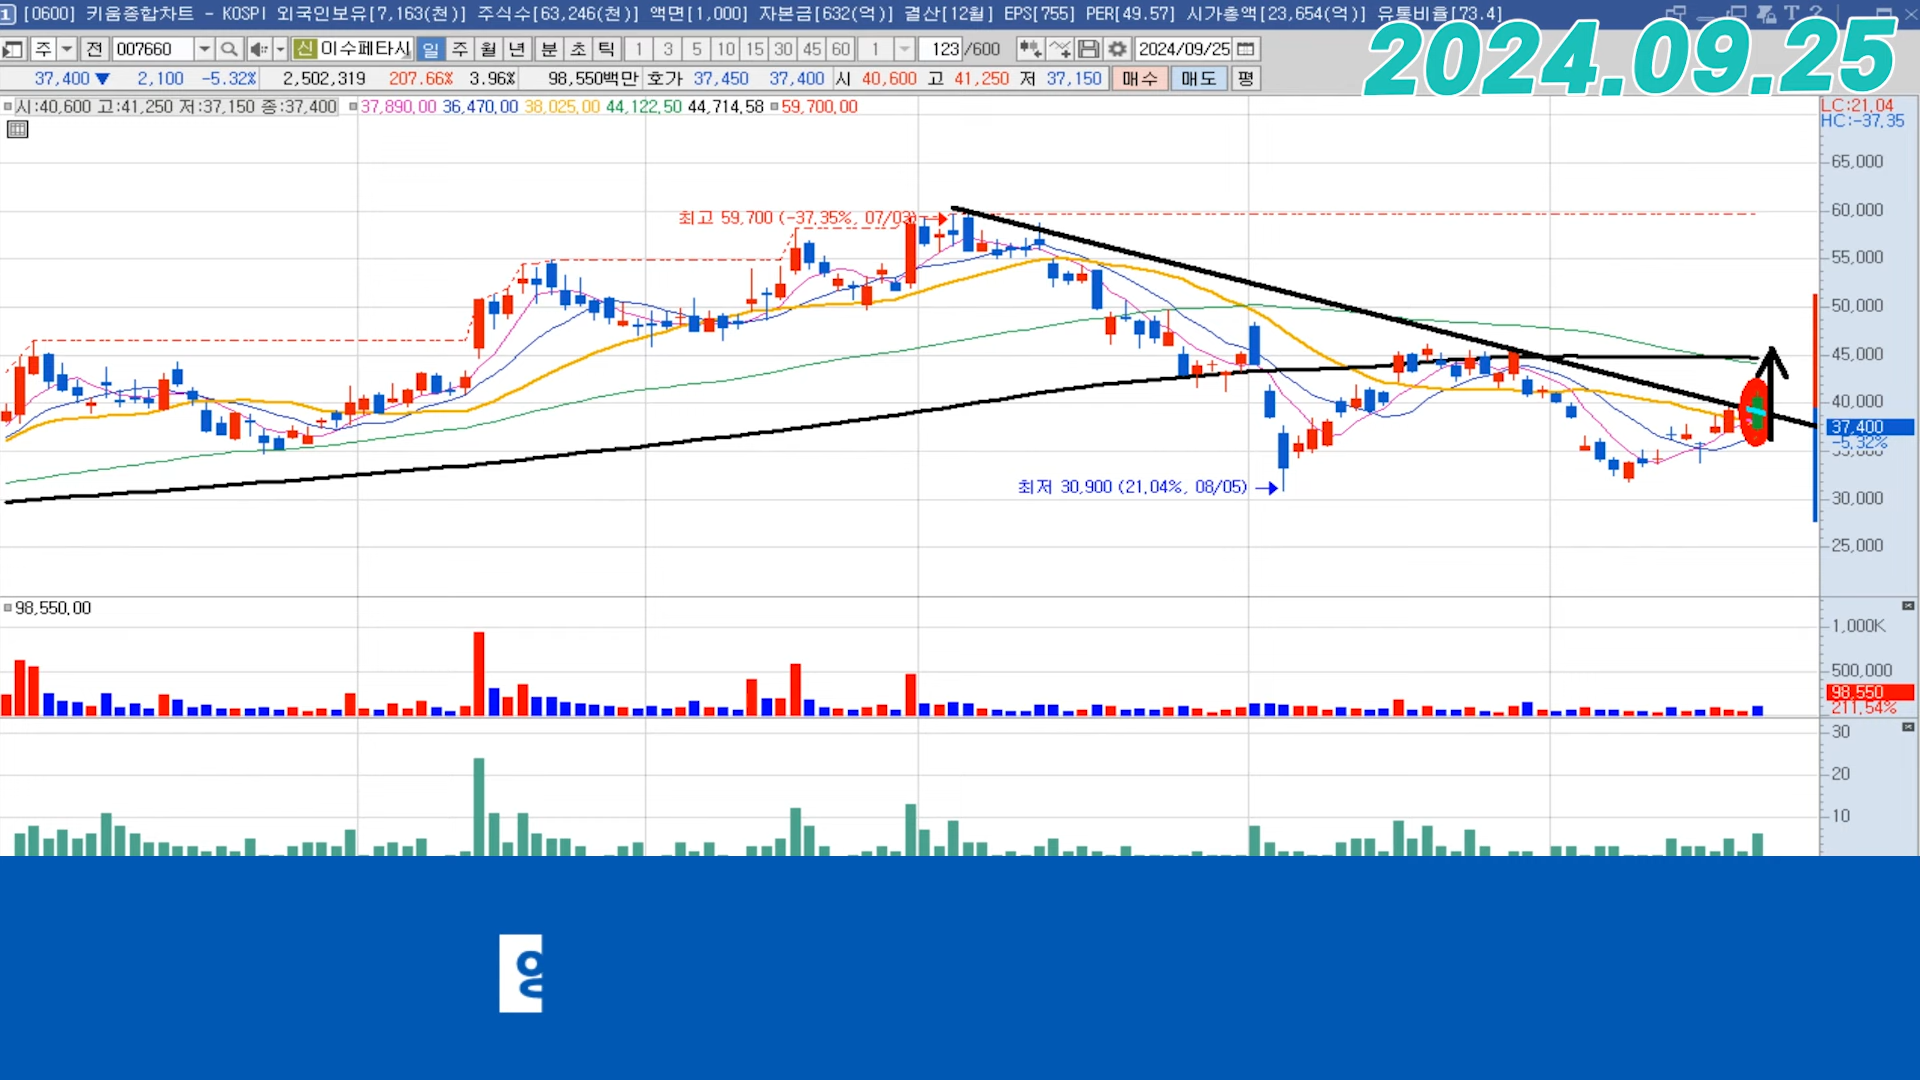 1 [0600] 키움종합차트 - KOSPI 외국인보유[7,163(천)] 주식수[63,246(천)] 액면[1,000] 자본금[632(억)] 결산[12월] EPS[755] PER[49.57] 시가총액[23,654(억)] 유통비율[73.4]
2024.09.25
주 전 007660 신 이수페타시 일 주 월 년 분 초 틱 1 3 5 10 15 30 45 60 1 123 /600 2024/09/25
37,400 ▼ 2,100 -5.32% 2,502,319 207.66% 3.96% 98,550백만 호가 37,450 37,400 시 40,600 고 41,250 저 37,150 매수 매도 평
시:40,600 고:41,250 저:37,150 종:37,400 37,890.00 36,470.00 38,025.00 44,122.50 44,714.58 59,700.00
LC:21.04
HC:-37.35
65,000
최고 59,700 (-37.35%, 07/03)
60,000
55,000
50,000
45,000
40,000
37,400
-5.32%
최저 30,900 (21.04%, 08/05)
30,000
25,000
98,550.00
1,000K
500,000
98,550
211.54%
30
20
10